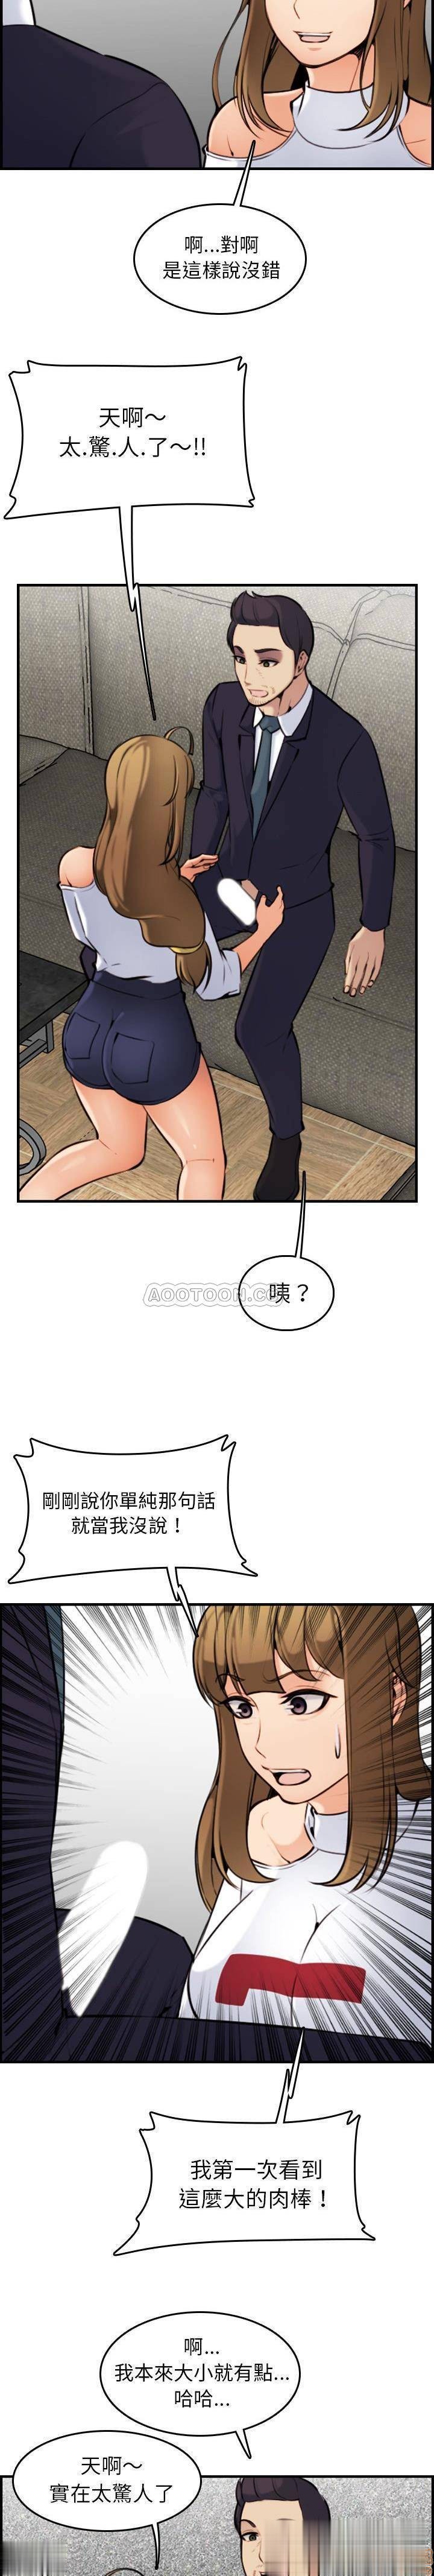 啊...對啊
是這樣說沒錯
天啊～
太.驚.人.了～!!
咦？
AOOTOON.COM
剛剛說你單純那句話
就當我沒說！
我第一次看到
這麼大的肉棒！
啊...
我本來大小就有點...
哈哈...
天啊～
實在太驚人了